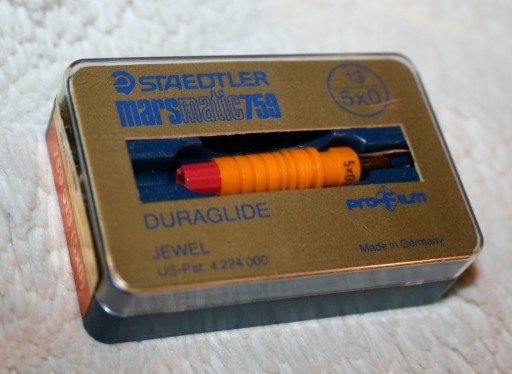 STAEDTLER
marsmatic759
.13
5x0
5x0
DURAGLIDE
PRO-FILM
JEWEL
US-Pat. 4 224 000
Made in Germany